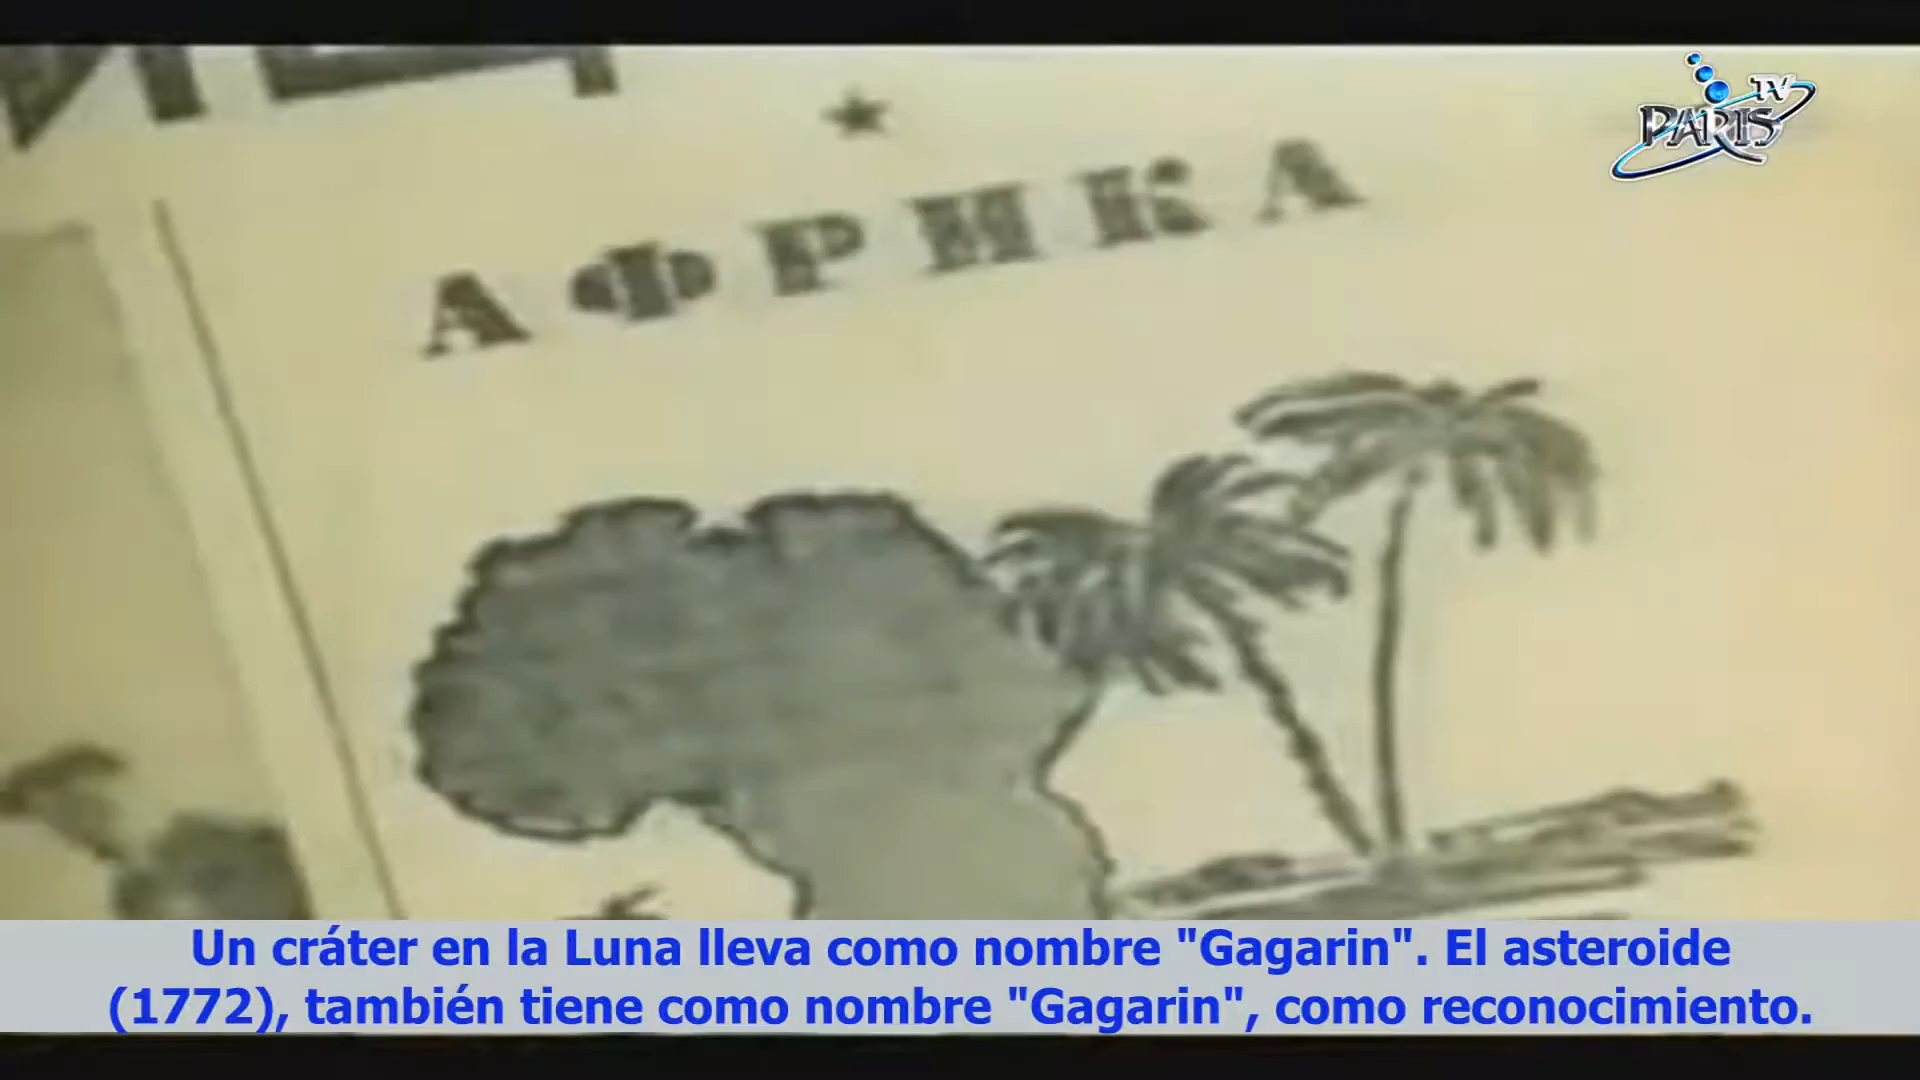 PARIS TV
АФРИКА
Un cráter en la Luna lleva como nombre "Gagarin". El asteroide
(1772), también tiene como nombre "Gagarin", como reconocimiento.